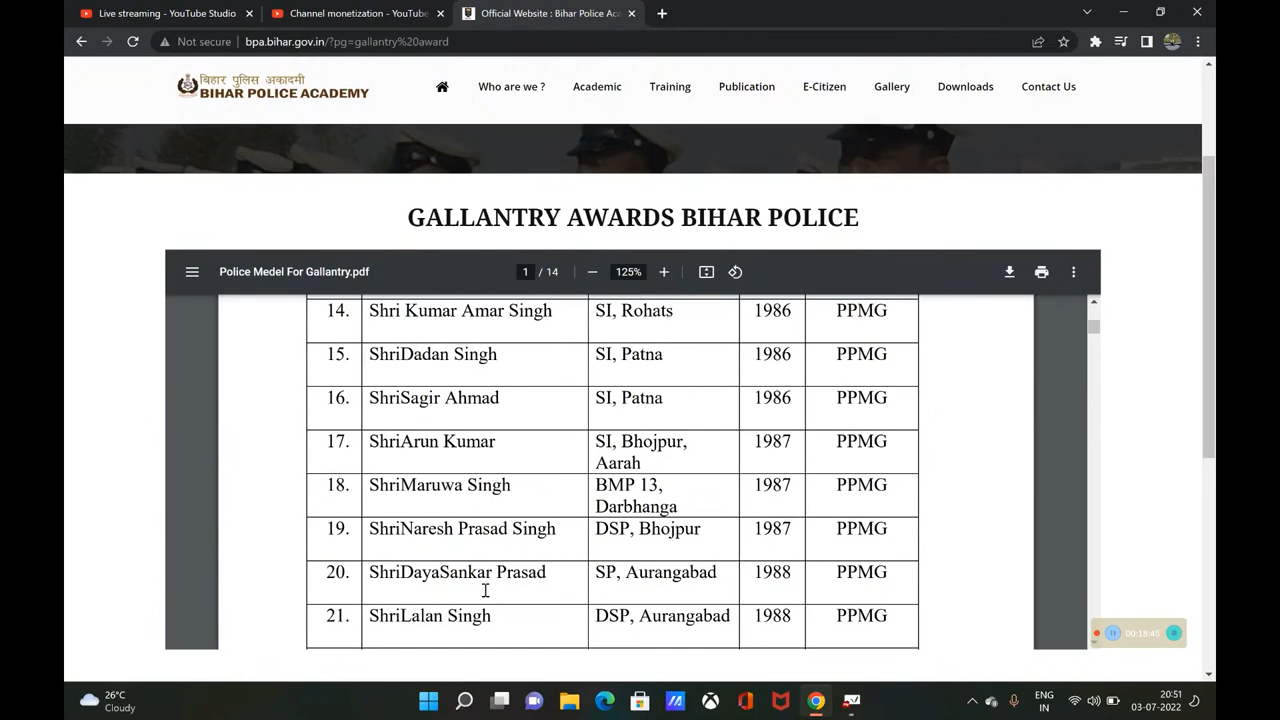 Live streaming - YouTube Studio
Channel monetization - YouTube
Official Website : Bihar Police Aca
Not secure bpa.bihar.gov.in/?pg=gallantry%20award
बिहार पुलिस अकादमी
BIHAR POLICE ACADEMY
Who are we ?
Academic
Training
Publication
E-Citizen
Gallery
Downloads
Contact Us
GALLANTRY AWARDS BIHAR POLICE
Police Medel For Gallantry.pdf
1 / 14
125%
14. Shri Kumar Amar Singh SI, Rohats 1986 PPMG
15. ShriDadan Singh SI, Patna 1986 PPMG
16. ShriSagir Ahmad SI, Patna 1986 PPMG
17. ShriArun Kumar SI, Bhojpur, 1987 PPMG
Aarah
18. ShriMaruwa Singh BMP 13, 1987 PPMG
Darbhanga
19. ShriNaresh Prasad Singh DSP, Bhojpur 1987 PPMG
20. ShriDayaSankar Prasad SP, Aurangabad 1988 PPMG
21. ShriLalan Singh DSP, Aurangabad 1988 PPMG
00:18:45
26°C
Cloudy
ENG
IN
20:51
03-07-2022